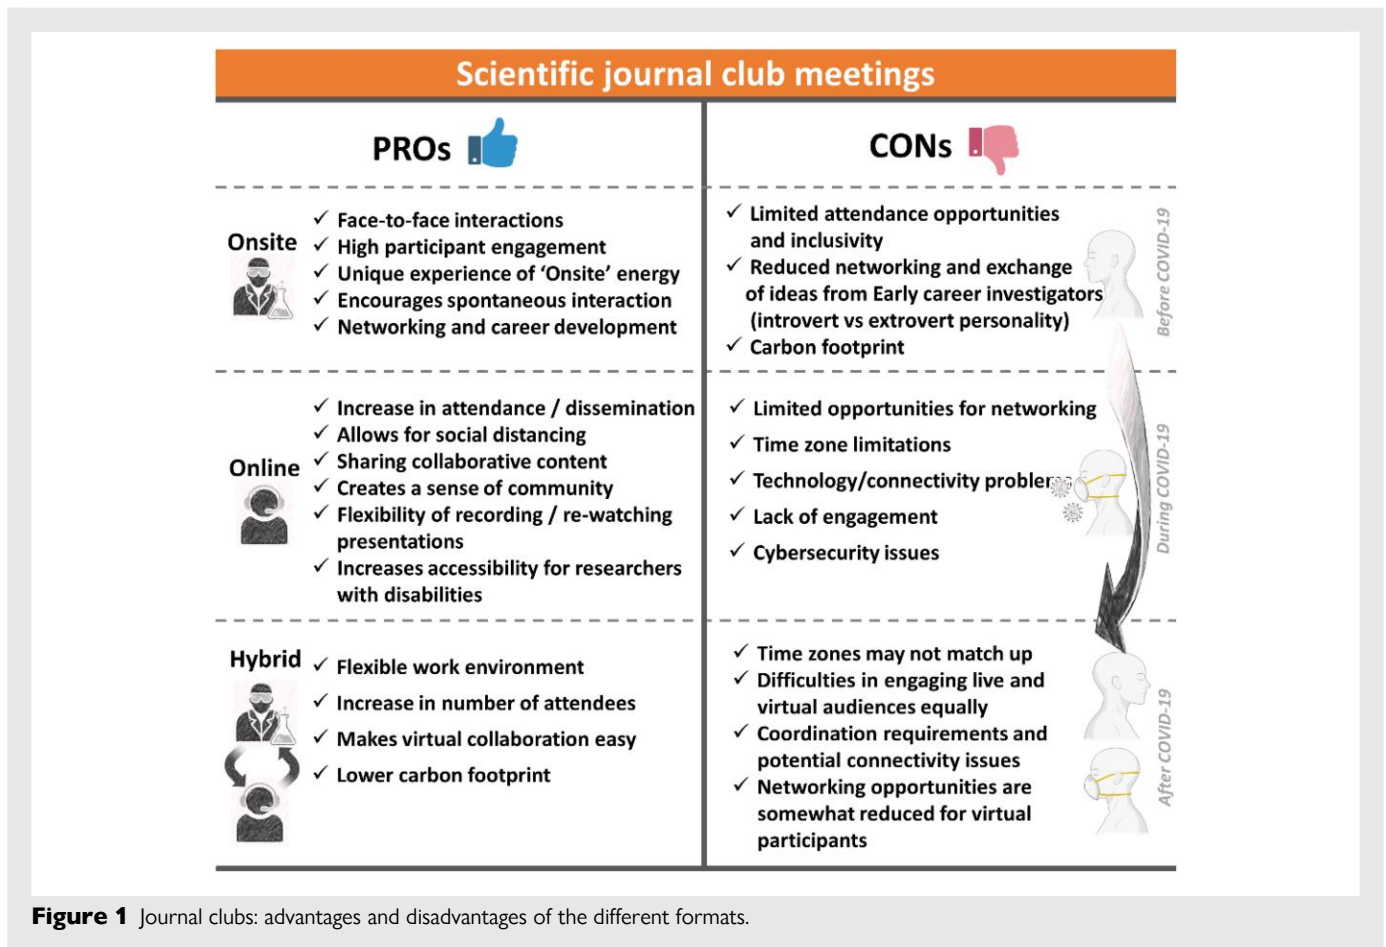 Scientific journal club meetings
PROs
CONs
Onsite
✓ Face-to-face interactions
✓ High participant engagement
✓ Unique experience of ‘Onsite’ energy
✓ Encourages spontaneous interaction
✓ Networking and career development
✓ Limited attendance opportunities
and inclusivity
✓ Reduced networking and exchange
of ideas from Early career investigators
(introvert vs extrovert personality)
✓ Carbon footprint
Before COVID-19
Online
✓ Increase in attendance / dissemination
✓ Allows for social distancing
✓ Sharing collaborative content
✓ Creates a sense of community
✓ Flexibility of recording / re-watching
presentations
✓ Increases accessibility for researchers
with disabilities
✓ Limited opportunities for networking
✓ Time zone limitations
✓ Technology/connectivity
✓ Lack of engagement
✓ Cybersecurity issues
During COVID-19
Hybrid
✓ Flexible work environment
✓ Increase in number of attendees
✓ Makes virtual collaboration easy
✓ Lower carbon footprint
✓ Time zones may not match up
✓ Difficulties in engaging live and
virtual audiences equally
✓ Coordination requirements and
potential connectivity issues
✓ Networking opportunities are
somewhat reduced for virtual
participants
After COVID-19
Figure 1 Journal clubs: advantages and disadvantages of the different formats.